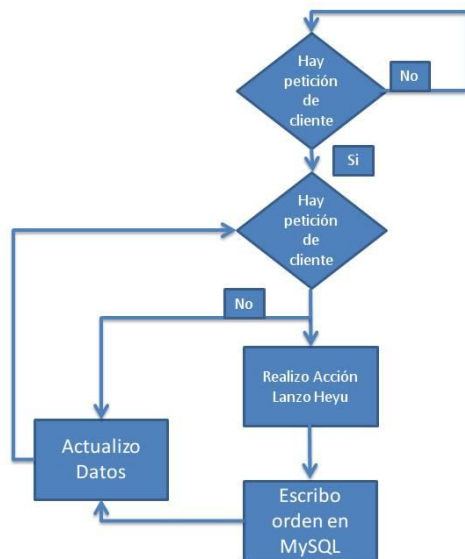 Hay
petición
de
cliente
No
Si
Hay
petición
de
cliente
No
Realizo Acción
Lanzo Heyu
Actualizo
Datos
Escribo
orden en
MySQL